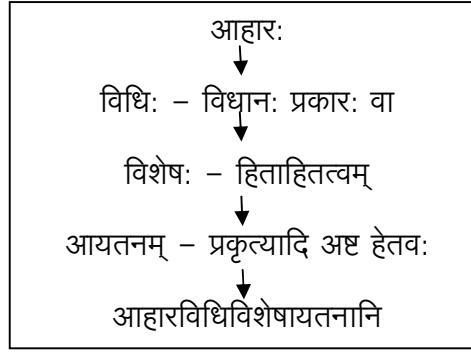 आहार:
विधि: – विधान: प्रकार: वा
विशेष: – हिताहितत्वम्
आयतनम् – प्रकृत्यादि अष्ट हेतव:
आहारविधिविशेषायतनानि